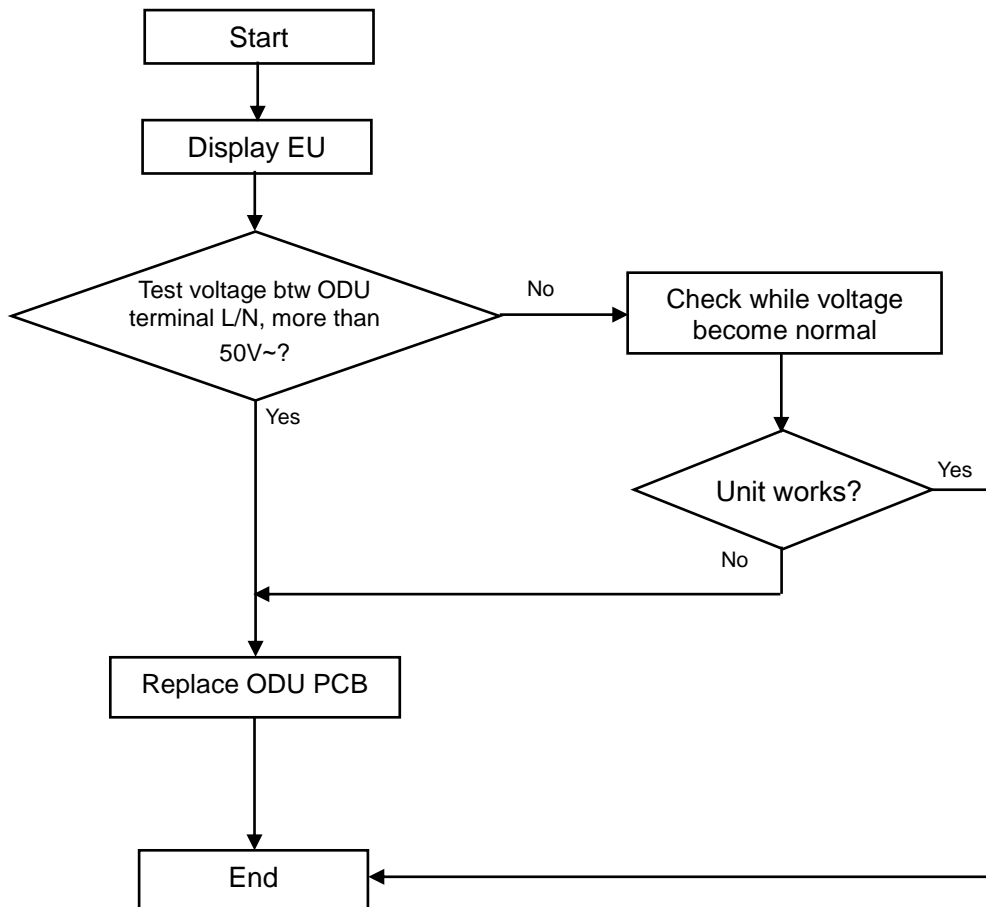 Start
Display EU
Test voltage btw ODU
terminal L/N, more than
50V~?
No
Check while voltage
become normal
Yes
Unit works?
Yes
No
Replace ODU PCB
End